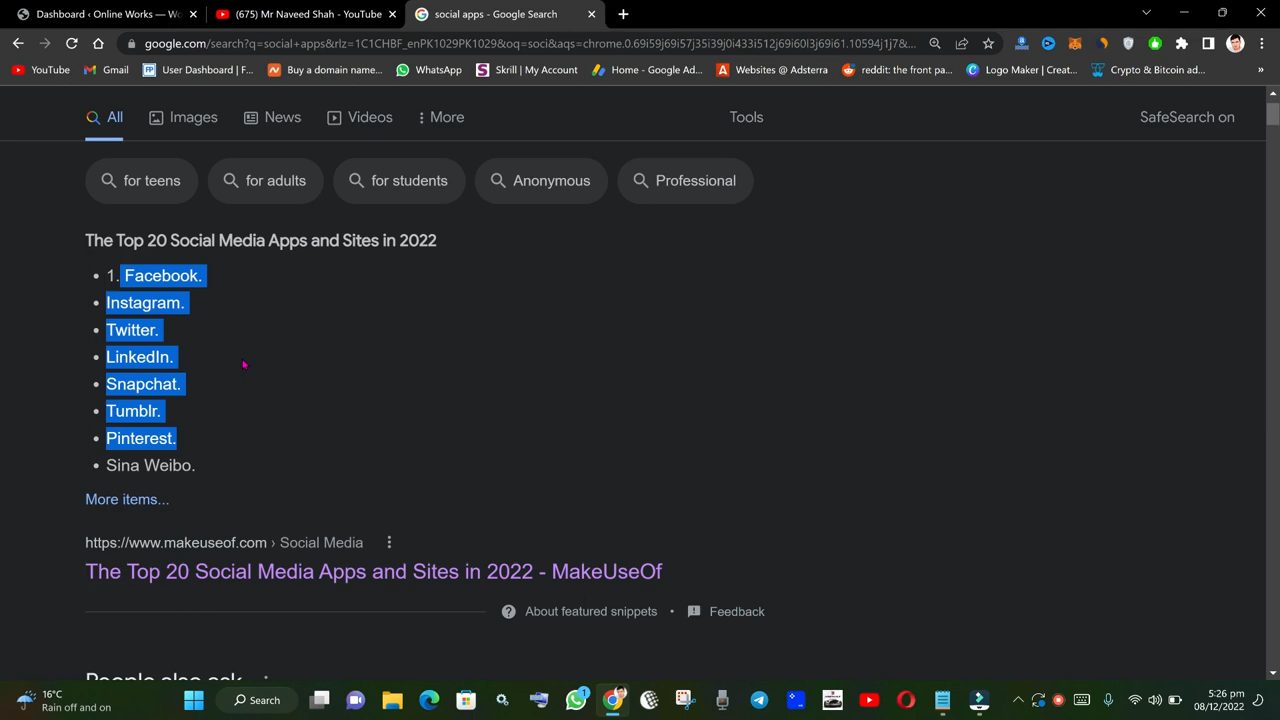 Dashboard ‹ Online Works — Wo
(675) Mr Naveed Shah - YouTube
social apps - Google Search
google.com/search?q=social+apps&rlz=1C1CHBF_enPK1029PK1029&oq=soci&aqs=chrome.0.69i59j69i57j35i39j0i433i512j69i60l3j69i61.10594j1j7&...
YouTube
Gmail
User Dashboard | F...
Buy a domain name...
WhatsApp
Skrill | My Account
Home - Google Ad...
Websites @ Adsterra
reddit: the front pa...
Logo Maker | Creat...
Crypto & Bitcoin ad...
»
All
Images
News
Videos
More
Tools
SafeSearch on
for teens
for adults
for students
Anonymous
Professional
The Top 20 Social Media Apps and Sites in 2022
• 1. Facebook.
• Instagram.
• Twitter.
• LinkedIn.
• Snapchat.
• Tumblr.
• Pinterest.
• Sina Weibo.
More items...
https://www.makeuseof.com › Social Media
The Top 20 Social Media Apps and Sites in 2022 - MakeUseOf
About featured snippets • Feedback
People also ask
16°C
Rain off and on
Search
1
5:26 pm
08/12/2022